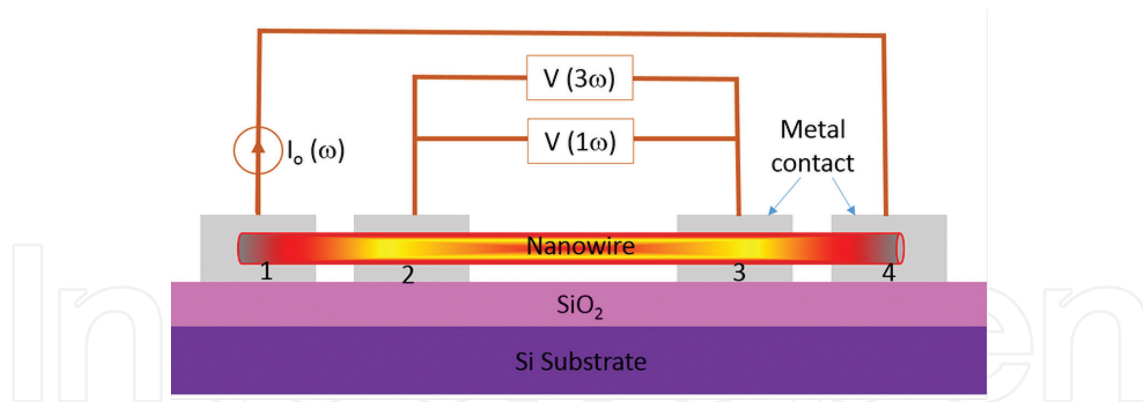 V (3ω)
V (1ω)
I₀ (ω)
Metal
contact
Nanowire
1
2
3
4
SiO₂
Si Substrate